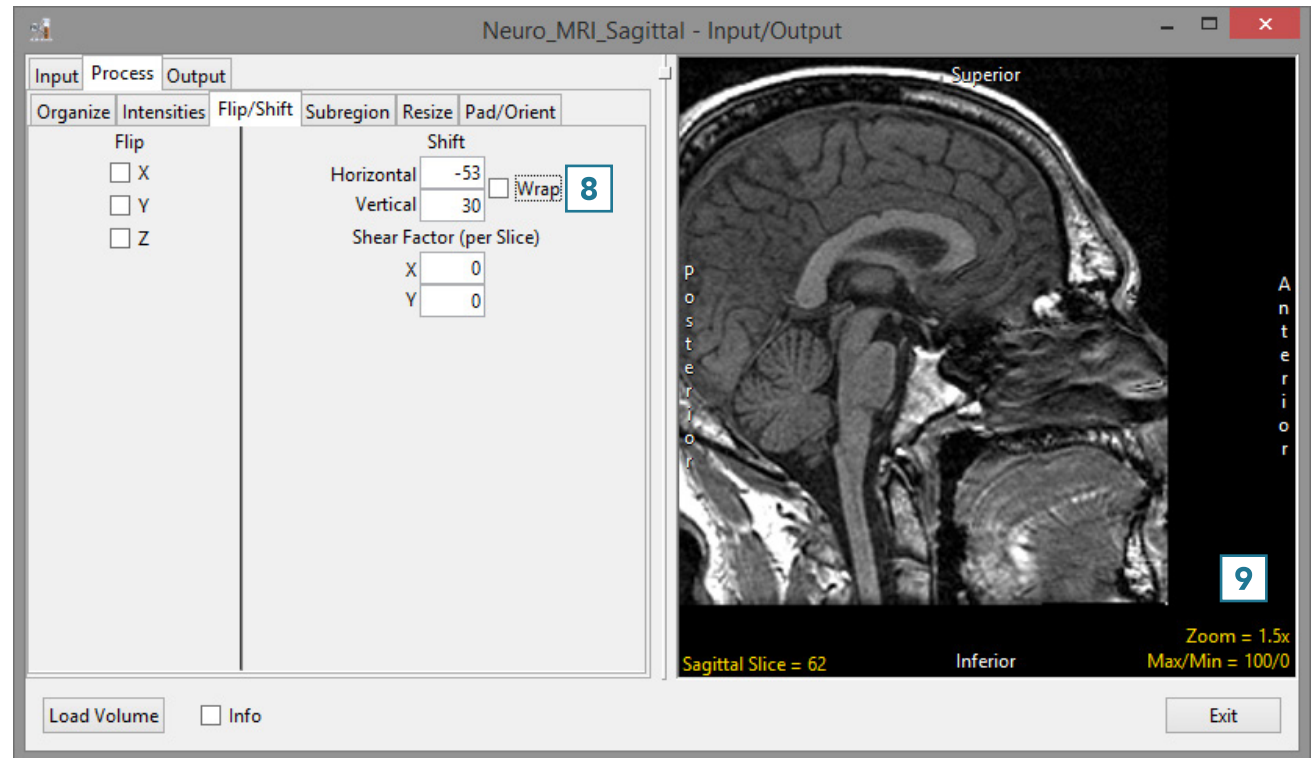 Neuro_MRI_Sagittal - Input/Output
Input Process Output
Organize Intensities Flip/Shift Subregion Resize Pad/Orient
Flip
X
Y
Z
Shift
Horizontal -53
Vertical 30
Wrap
8
Shear Factor (per Slice)
X 0
Y 0
Superior
Posterior
Anterior
9
Zoom = 1.5x
Sagittal Slice = 62
Inferior
Max/Min = 100/0
Load Volume
Info
Exit